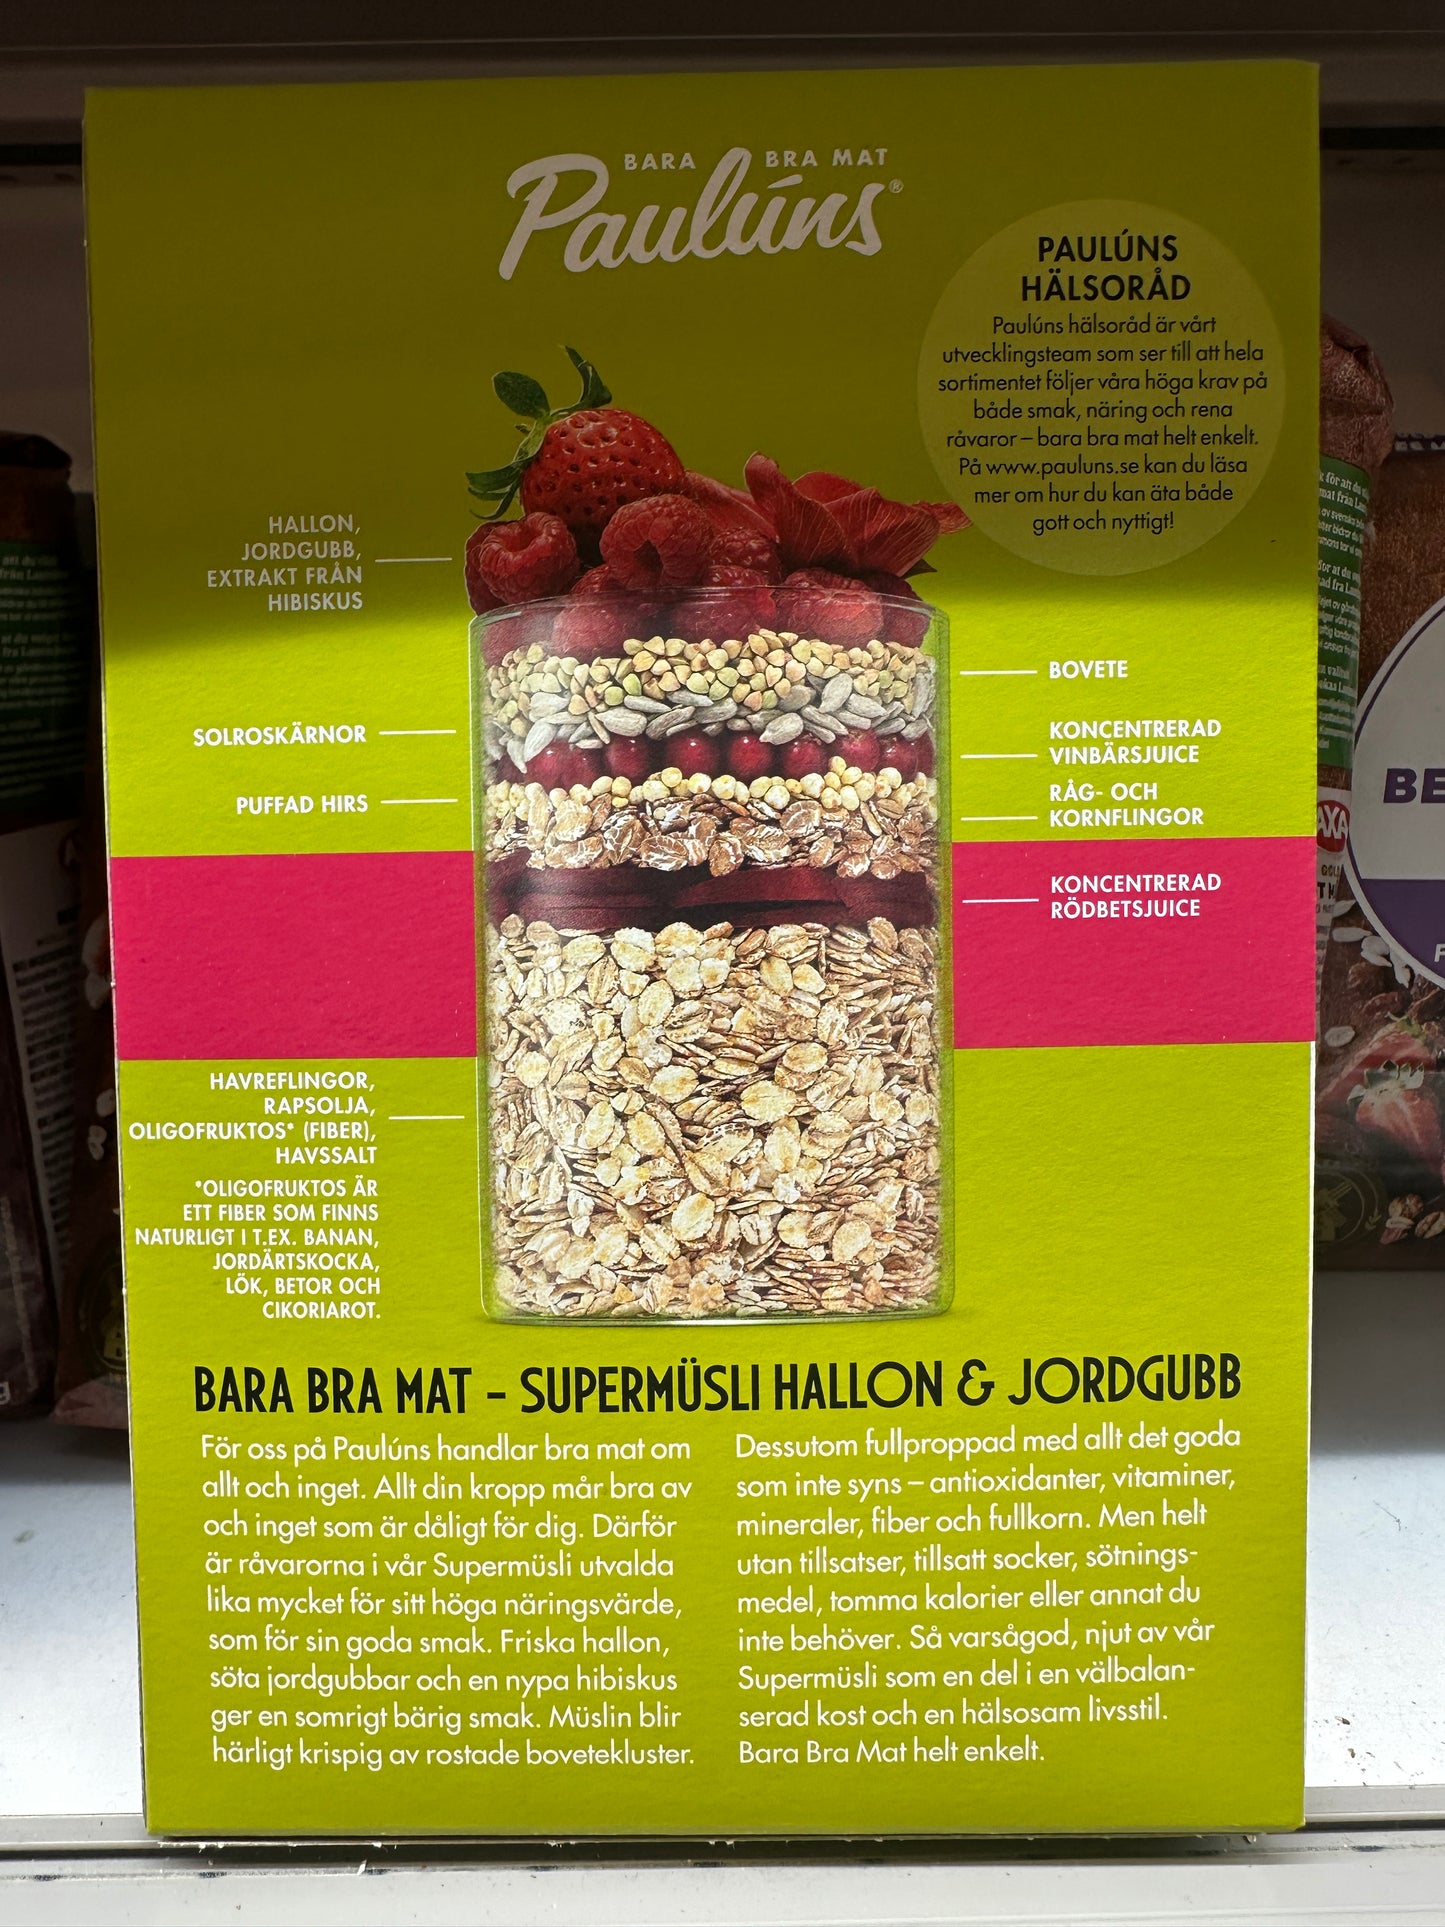 BARA BRA MAT
Paulúns®
PAULÚNS
HÄLSORÅD
Paulúns hälsoråd är vårt
utvecklingsteam som ser till att hela
sortimentet följer våra höga krav på
både smak, näring och rena
råvaror – bara bra mat helt enkelt.
På www.pauluns.se kan du läsa
mer om hur du kan äta både
gott och nyttigt!
HALLON,
JORDGUBB,
EXTRAKT FRÅN
HIBISKUS
SOLROSKÄRNOR
PUFFAD HIRS
BOVETE
KONCENTRERAD
VINBÄRSJUICE
RÅG- OCH
KORNFLINGOR
KONCENTRERAD
RÖDBETSJUICE
HAVREFLINGOR,
RAPSOLJA,
OLIGOFRUKTOS* (FIBER),
HAVSSALT
*OLIGOFRUKTOS ÄR
ETT FIBER SOM FINNS
NATURLIGT I T.EX. BANAN,
JORDÄRTSKOCKA,
LÖK, BETOR OCH
CIKORIAROT.
BARA BRA MAT – SUPERMÜSLI HALLON & JORDGUBB
För oss på Paulúns handlar bra mat om
allt och inget. Allt din kropp mår bra av
och inget som är dåligt för dig. Därför
är råvarorna i vår Supermüsli utvalda
lika mycket för sitt höga näringsvärde,
som för sin goda smak. Friska hallon,
söta jordgubbar och en nypa hibiskus
ger en somrigt bärig smak. Müslin blir
härligt krispig av rostade bovetekluster.
Dessutom fullproppad med allt det goda
som inte syns – antioxidanter, vitaminer,
mineraler, fiber och fullkorn. Men helt
utan tillsatser, tillsatt socker, sötnings-
medel, tomma kalorier eller annat du
inte behöver. Så varsågod, njut av vår
Supermüsli som en del i en välbalan-
serad kost och en hälsosam livsstil.
Bara Bra Mat helt enkelt.
AXA
BE